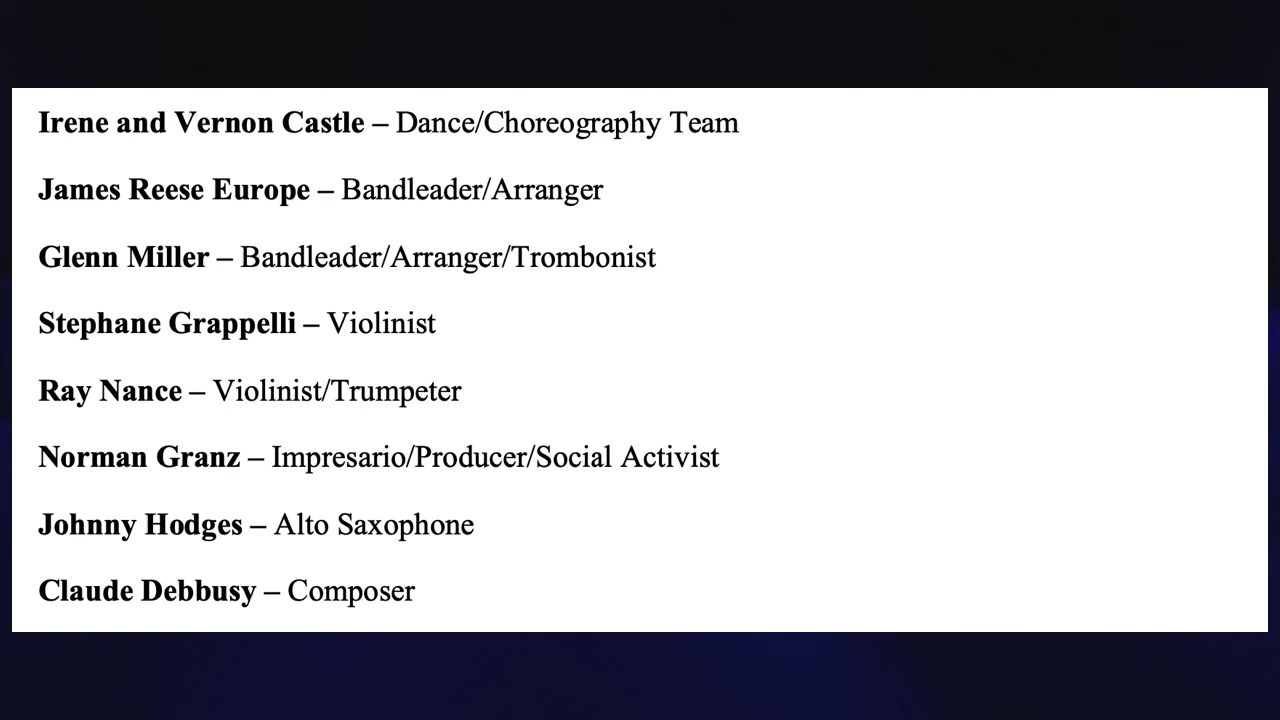 Irene and Vernon Castle – Dance/Choreography Team
James Reese Europe – Bandleader/Arranger
Glenn Miller – Bandleader/Arranger/Trombonist
Stephane Grappelli – Violinist
Ray Nance – Violinist/Trumpeter
Norman Granz – Impresario/Producer/Social Activist
Johnny Hodges – Alto Saxophone
Claude Debbusy – Composer